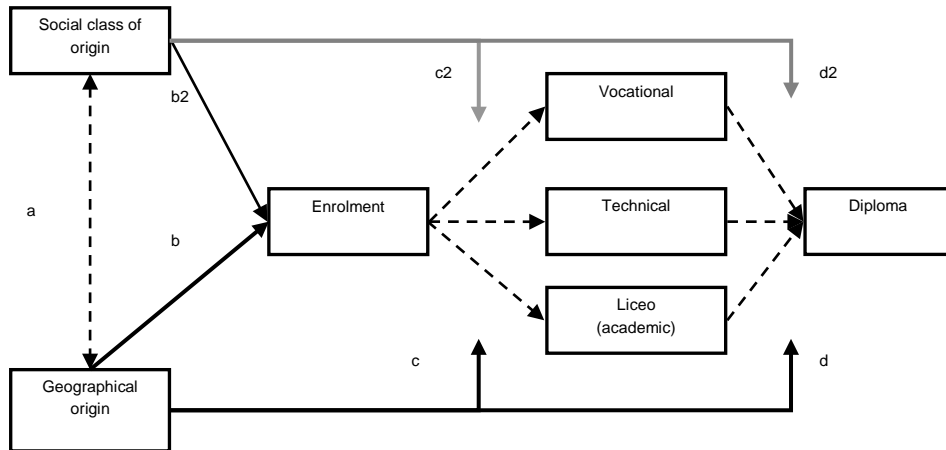 Social class of
origin
c2
d2
b2
Vocational
a
b
Enrolment
Technical
Diploma
Liceo
(academic)
c
d
Geographical
origin